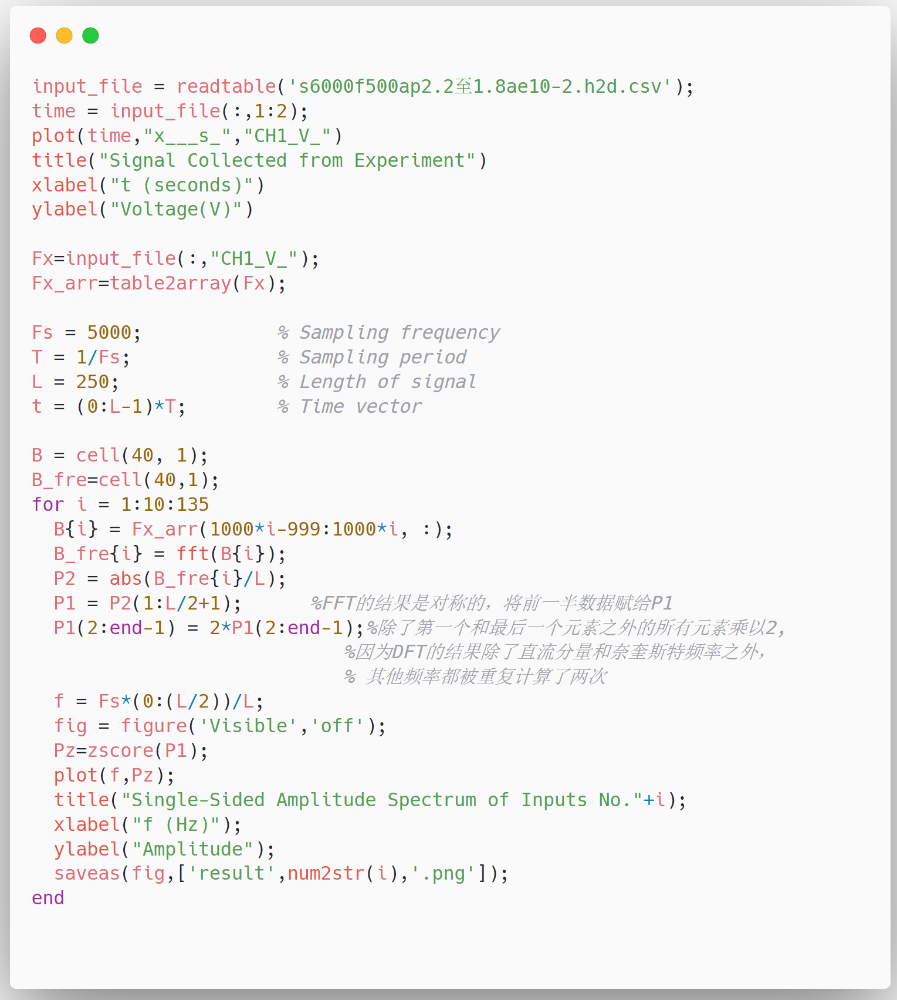 input_file = readtable('s6000f500ap2.2至1.8ae10-2.h2d.csv');
time = input_file(:,1:2);
plot(time,"x___s_","CH1_V_")
title("Signal Collected from Experiment")
xlabel("t (seconds)")
ylabel("Voltage(V)")
Fx=input_file(:,"CH1_V_");
Fx_arr=table2array(Fx);
Fs = 5000;            % Sampling frequency
T = 1/Fs;             % Sampling period
L = 250;              % Length of signal
t = (0:L-1)*T;        % Time vector
B = cell(40, 1);
B_fre=cell(40,1);
for i = 1:10:135
  B{i} = Fx_arr(1000*i-999:1000*i, :);
  B_fre{i} = fft(B{i});
  P2 = abs(B_fre{i}/L);
  P1 = P2(1:L/2+1);      %FFT的结果是对称的，将前一半数据赋给P1
  P1(2:end-1) = 2*P1(2:end-1);%除了第一个和最后一个元素之外的所有元素乘以2，
                            %因为DFT的结果除了直流分量和奈奎斯特频率之外，
                            % 其他频率都被重复计算了两次
  f = Fs*(0:(L/2))/L;
  fig = figure('Visible','off');
  Pz=zscore(P1);
  plot(f,Pz);
  title("Single-Sided Amplitude Spectrum of Inputs No."+i);
  xlabel("f (Hz)");
  ylabel("Amplitude");
  saveas(fig,['result',num2str(i),'.png']);
end